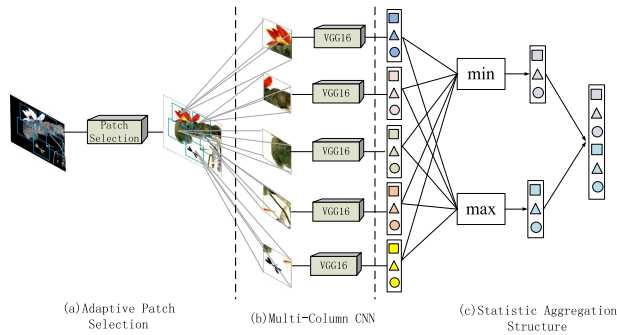 Patch
Selection
VGG16
VGG16
VGG16
VGG16
VGG16
min
max
(a)Adaptive Patch
Selection
(b)Multi-Column CNN
(c)Statistic Aggregation
Structure